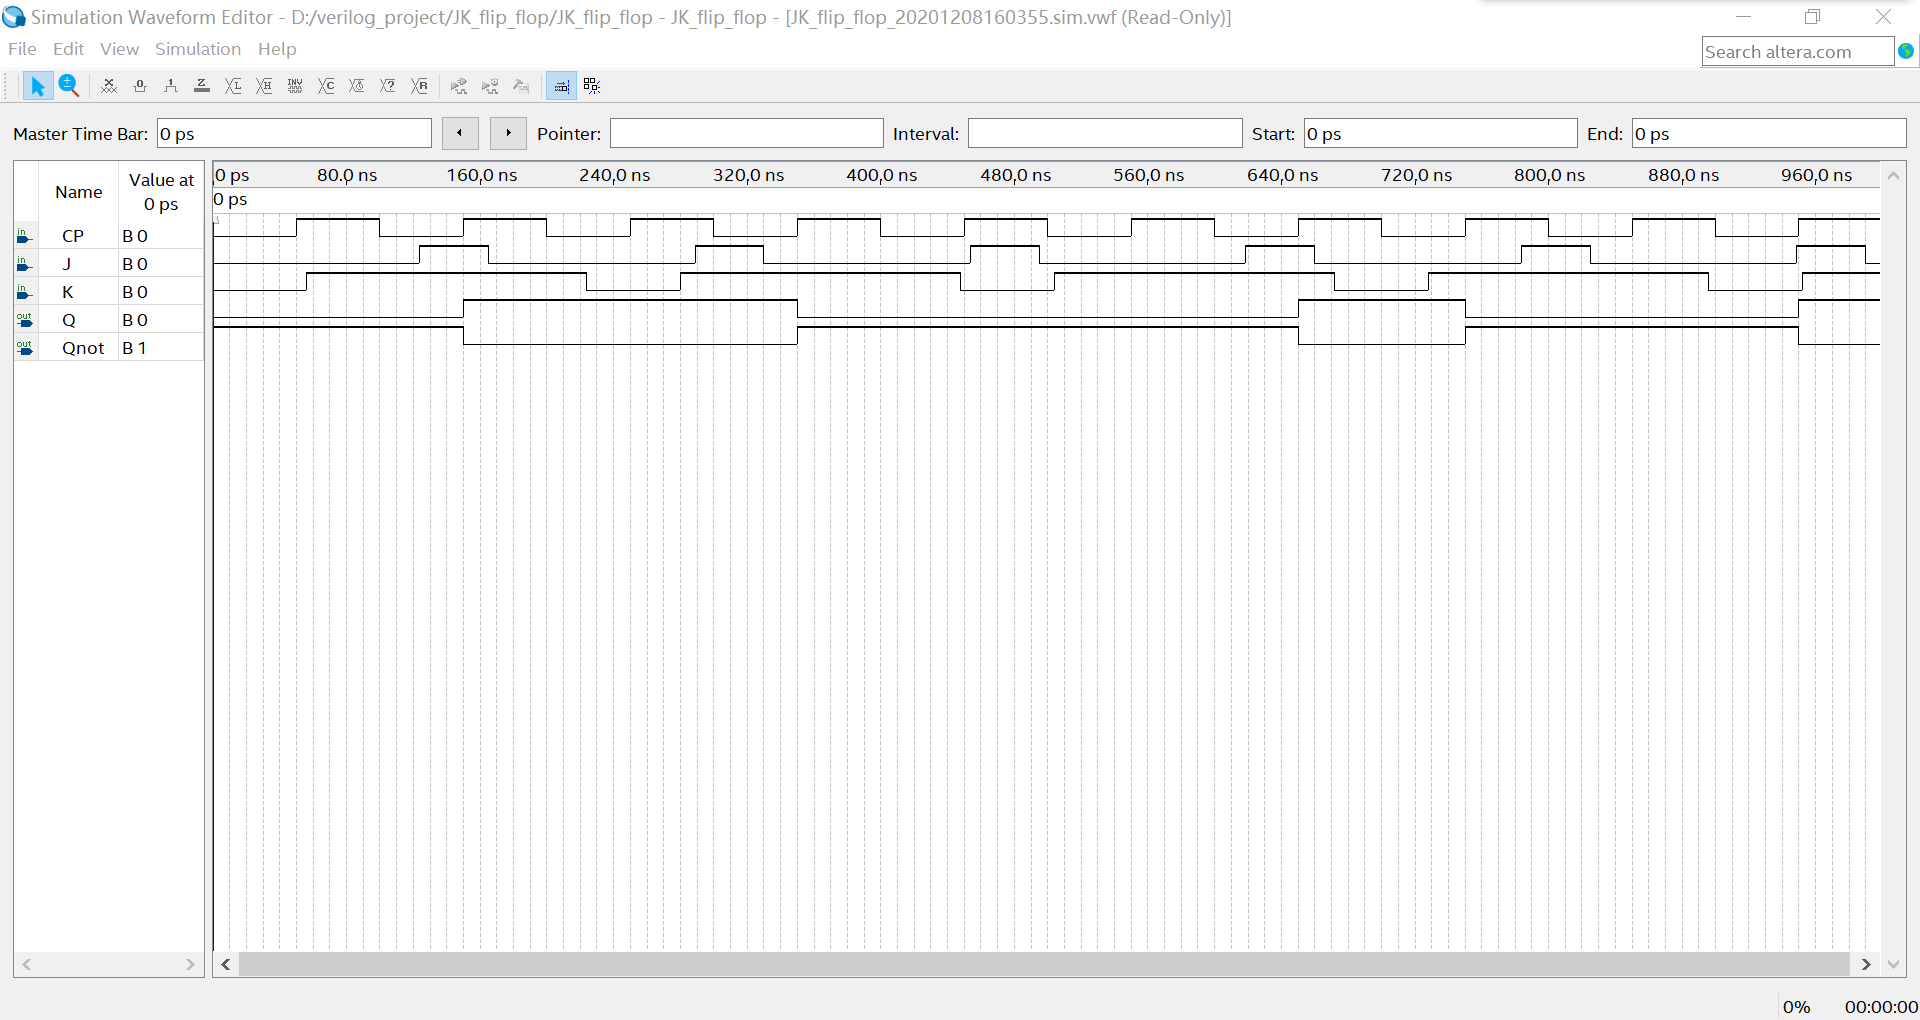 Simulation Waveform Editor - D:/verilog_project/JK_flip_flop/JK_flip_flop - JK_flip_flop - [JK_flip_flop_20201208160355.sim.vwf (Read-Only)]
File Edit View Simulation Help
Search altera.com
Master Time Bar: 0 ps Pointer: Interval: Start: 0 ps End: 0 ps
Name Value at 0 ps
0 ps 80.0 ns 160,0 ns 240,0 ns 320,0 ns 400,0 ns 480,0 ns 560,0 ns 640,0 ns 720,0 ns 800,0 ns 880,0 ns 960,0 ns
0 ps
in CP B 0
in J B 0
in K B 0
out Q B 0
out Qnot B 1
0% 00:00:00